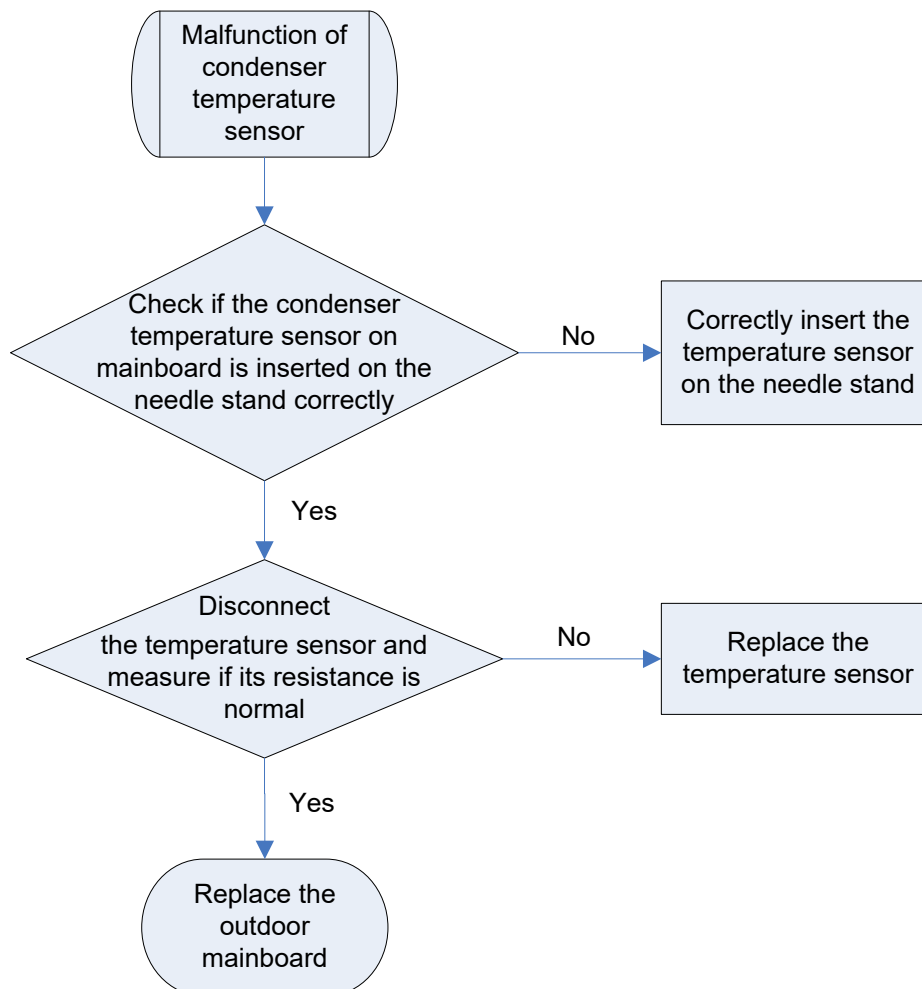 Malfunction of
condenser
temperature
sensor
Check if the condenser
temperature sensor on
mainboard is inserted on the
needle stand correctly
No
Correctly insert the
temperature sensor
on the needle stand
Yes
Disconnect
the temperature sensor and
measure if its resistance is
normal
No
Replace the
temperature sensor
Yes
Replace the
outdoor
mainboard